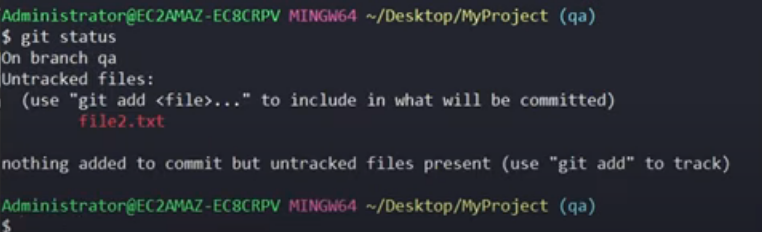 Administrator@EC2AMAZ-EC8CRPV MINGW64 ~/Desktop/MyProject (qa)
$ git status
On branch qa
Untracked files:
  (use "git add <file>..." to include in what will be committed)
        file2.txt

nothing added to commit but untracked files present (use "git add" to track)

Administrator@EC2AMAZ-EC8CRPV MINGW64 ~/Desktop/MyProject (qa)
$